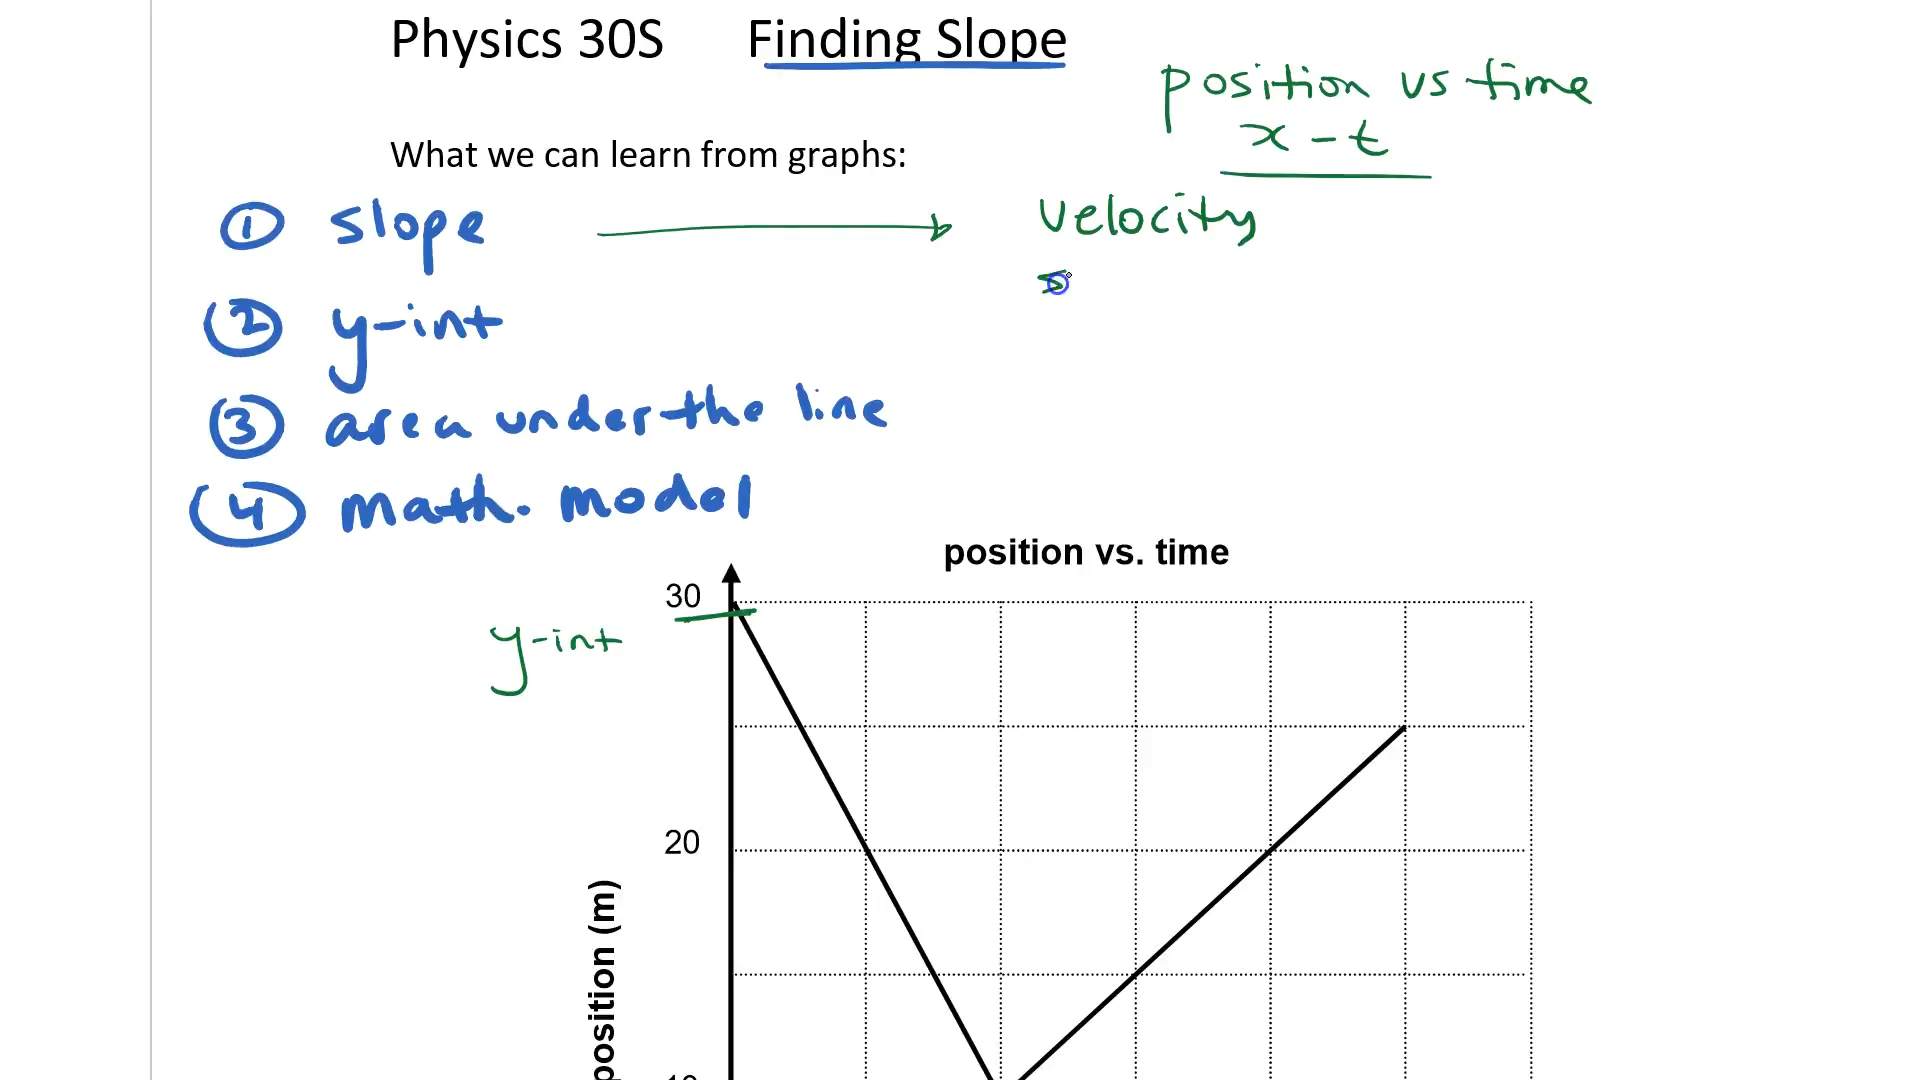 Physics 30S Finding Slope
position vs time
x - t
What we can learn from graphs:
① slope velocity
② y-int
③ area under the line
④ math. model
position vs. time
30
y-int
20
position (m)